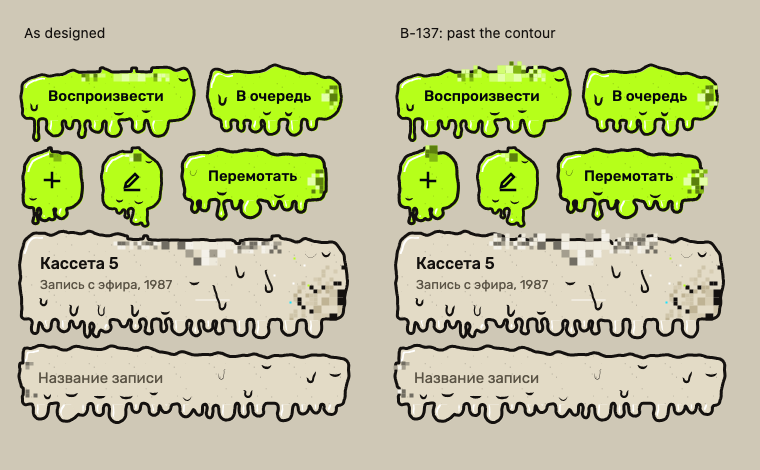 As designed
B-137: past the contour
Воспроизвести
В очередь
Воспроизвести
В очередь
Перемотать
Перемотать
Кассета 5
Запись с эфира, 1987
Кассета 5
Запись с эфира, 1987
Название записи
Название записи